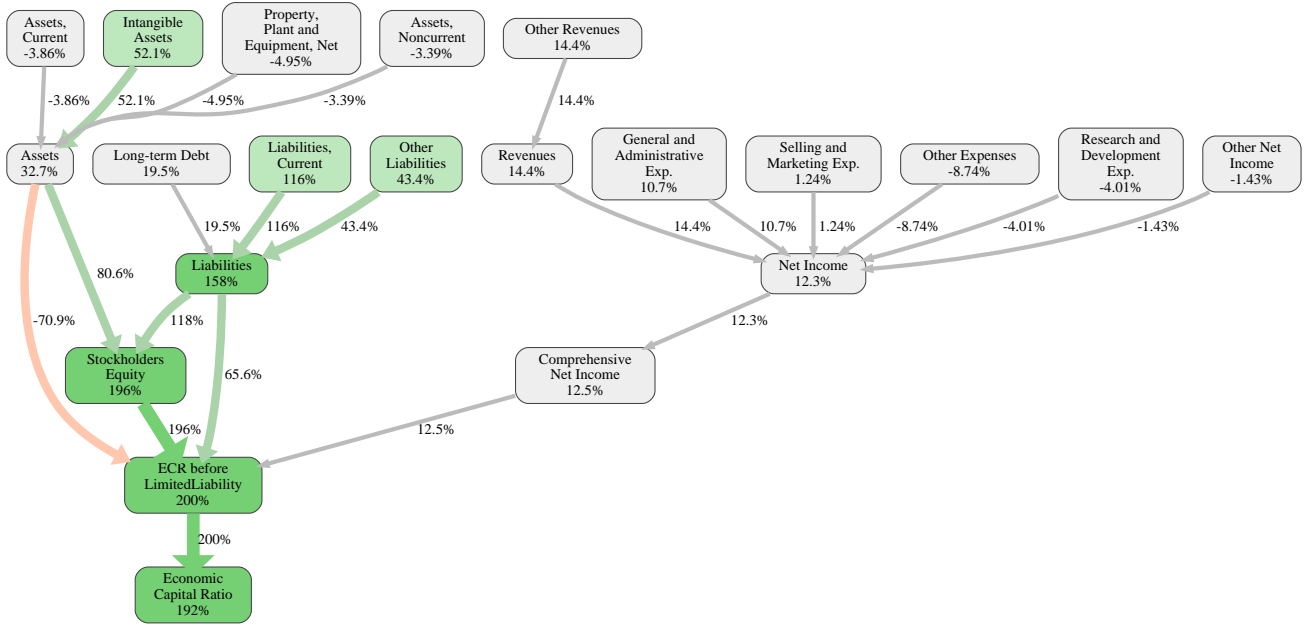 Assets,
Current
-3.86%
Intangible
Assets
52.1%
Property,
Plant and
Equipment, Net
-4.95%
Assets,
Noncurrent
-3.39%
Other Revenues
14.4%
-3.86%
52.1%
-4.95%
-3.39%
14.4%
Assets
32.7%
Long-term Debt
19.5%
Liabilities,
Current
116%
Other
Liabilities
43.4%
Revenues
14.4%
General and
Administrative
Exp.
10.7%
Selling and
Marketing Exp.
1.24%
Other Expenses
-8.74%
Research and
Development
Exp.
-4.01%
Other Net
Income
-1.43%
19.5%
116%
43.4%
14.4%
10.7%
1.24%
-8.74%
-4.01%
-1.43%
Liabilities
158%
Net Income
12.3%
80.6%
-70.9%
118%
65.6%
12.3%
Stockholders
Equity
196%
Comprehensive
Net Income
12.5%
196%
12.5%
ECR before
LimitedLiability
200%
200%
Economic
Capital Ratio
192%